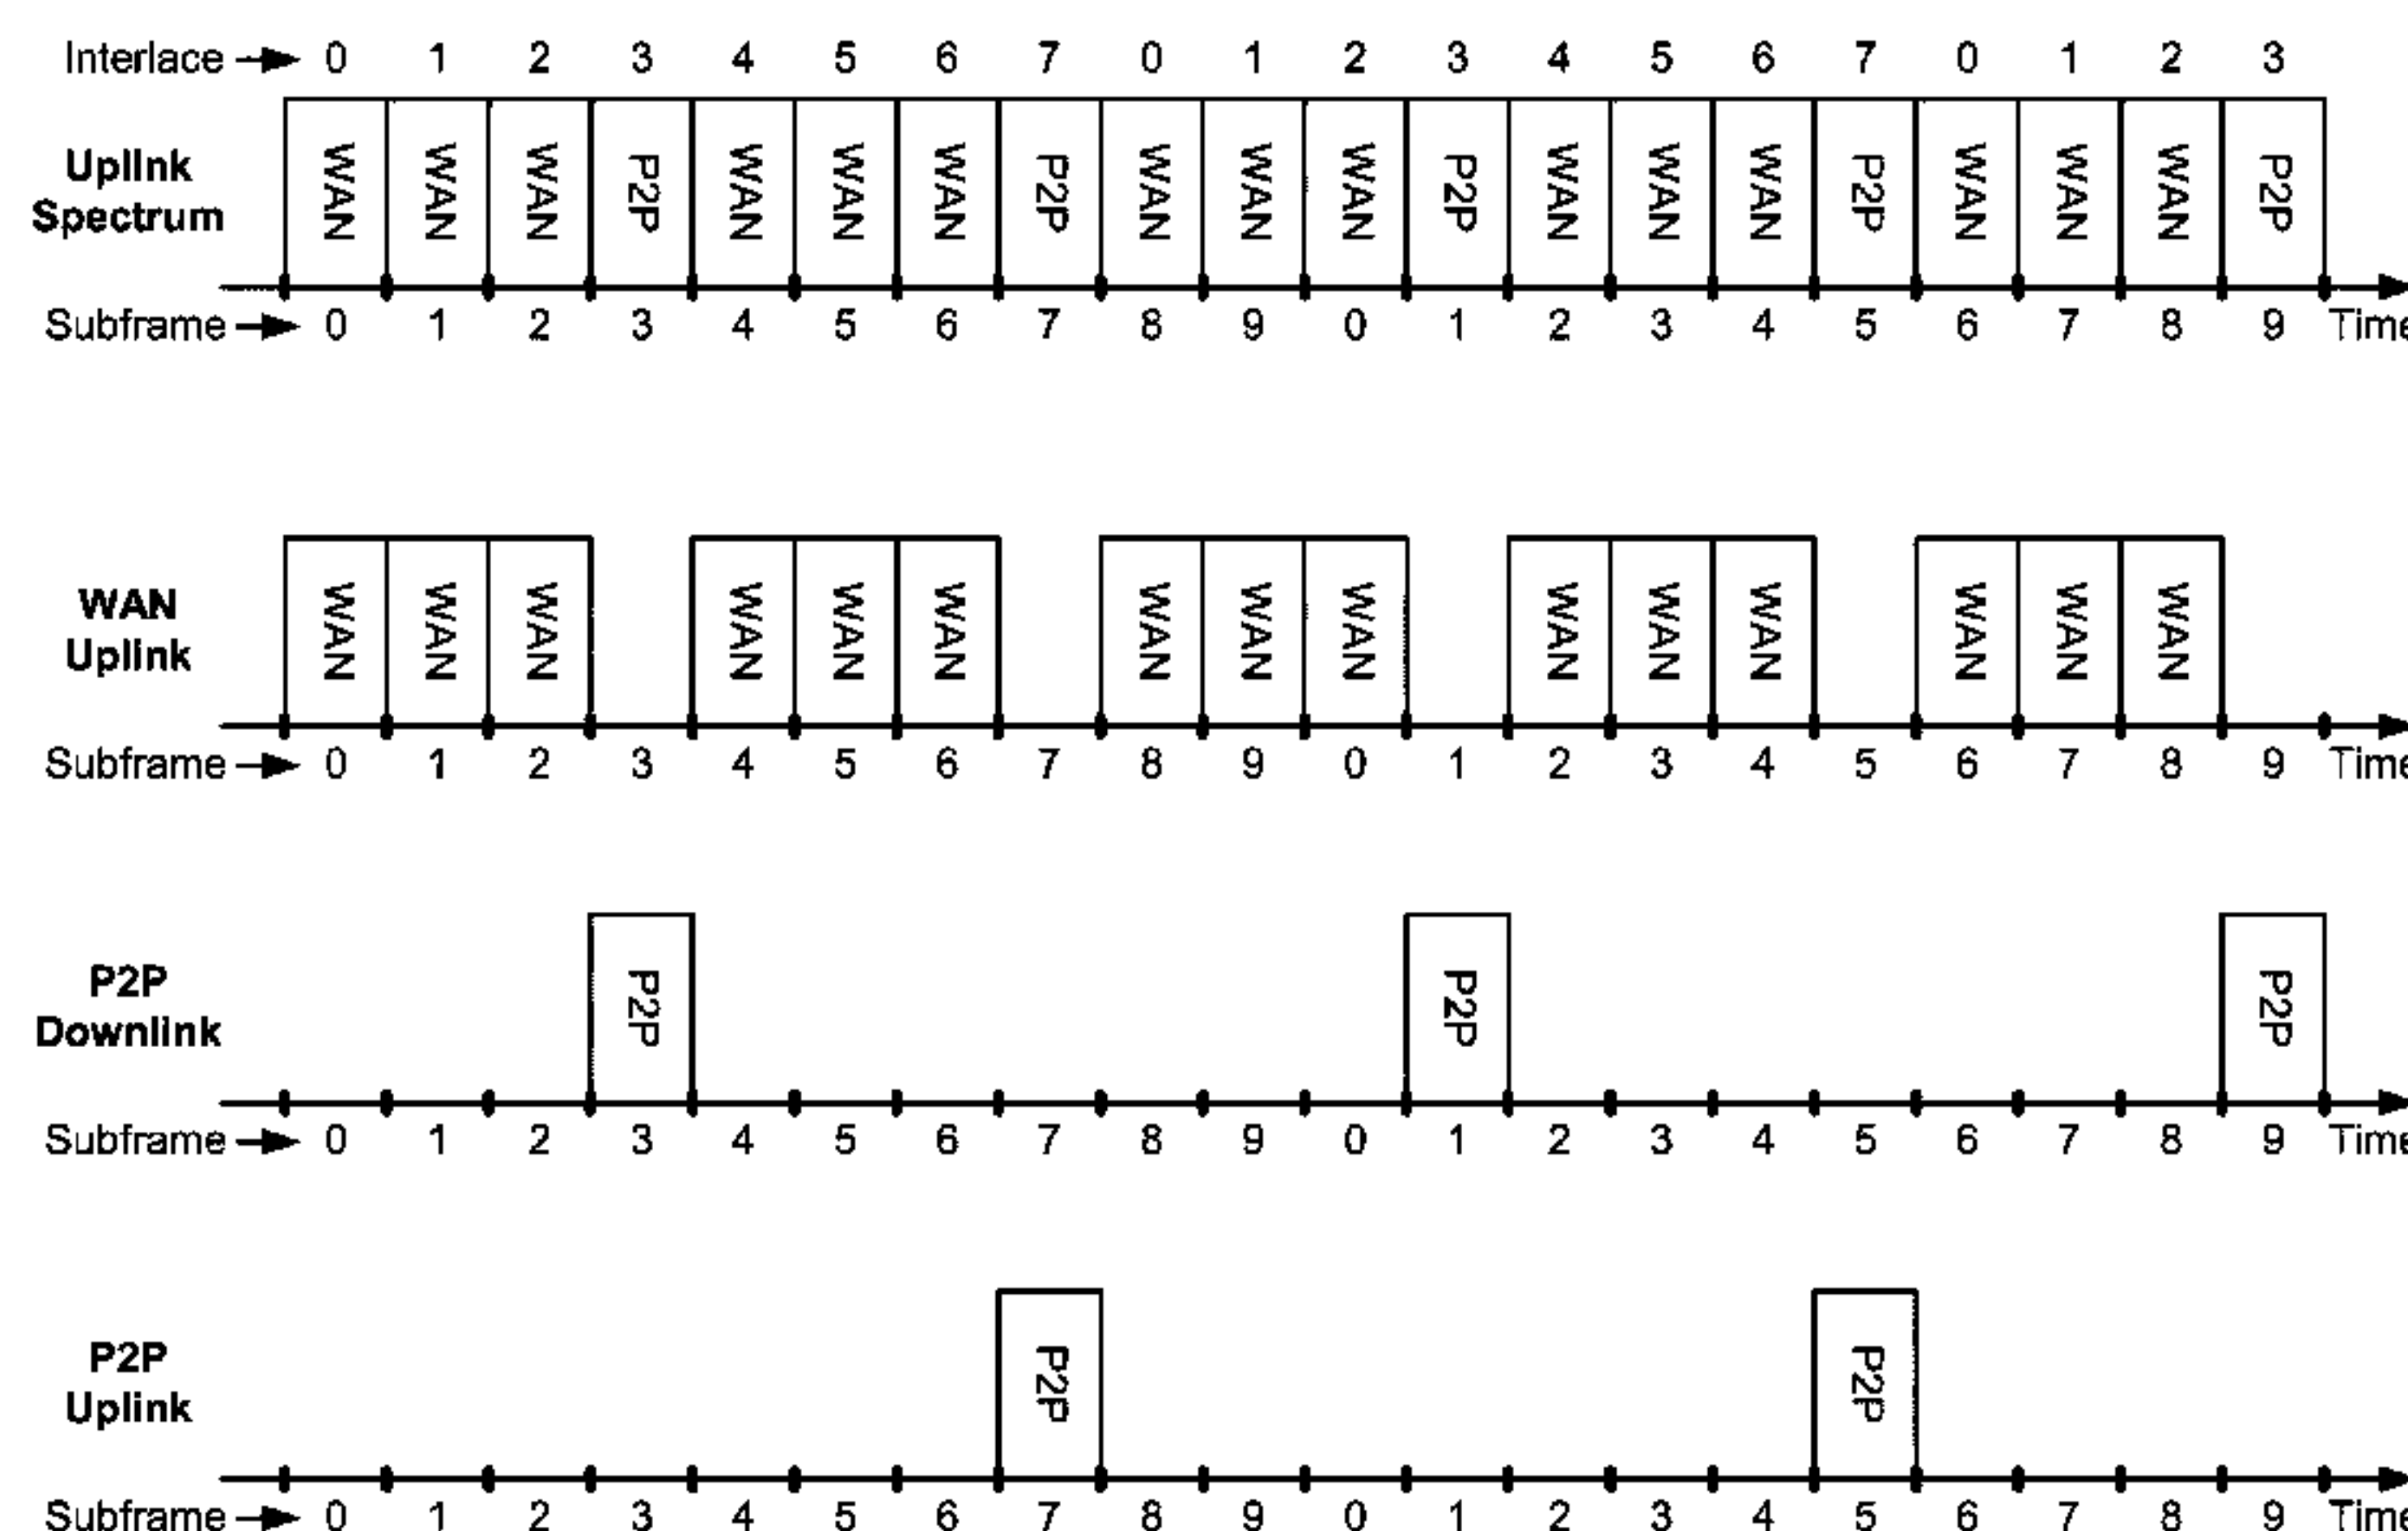 Interlace 0 1 2 3 4 5 6 7 0 1 2 3 4 5 6 7 0 1 2 3
Uplink
Spectrum
WAN WAN WAN P2P WAN WAN WAN P2P WAN WAN WAN P2P WAN WAN WAN P2P WAN WAN WAN P2P
Subframe 0 1 2 3 4 5 6 7 8 9 0 1 2 3 4 5 6 7 8 9 Time
WAN
Uplink
WAN WAN WAN WAN WAN WAN WAN WAN WAN WAN WAN WAN WAN WAN WAN
Subframe 0 1 2 3 4 5 6 7 8 9 0 1 2 3 4 5 6 7 8 9 Time
P2P
Downlink
P2P P2P P2P
Subframe 0 1 2 3 4 5 6 7 8 9 0 1 2 3 4 5 6 7 8 9 Time
P2P
Uplink
P2P P2P
Subframe 0 1 2 3 4 5 6 7 8 9 0 1 2 3 4 5 6 7 8 9 Time